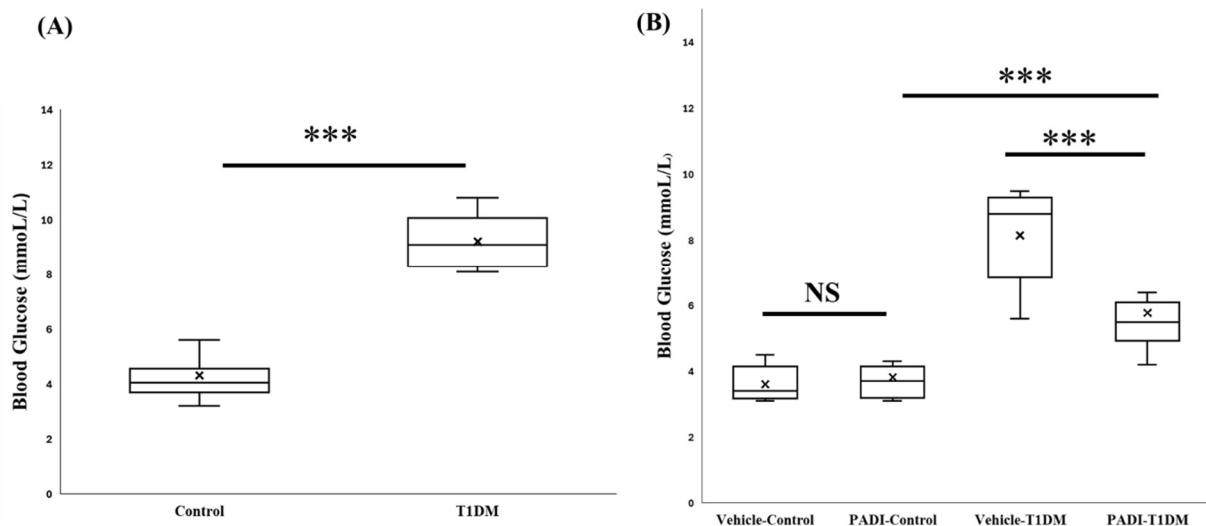 (A)
Blood Glucose (mmoL/L)
14
12
10
8
6
4
2
0
***
Control
T1DM
(B)
Blood Glucose (mmoL/L)
14
12
10
8
6
4
2
0
***
***
NS
Vehicle-Control
PADI-Control
Vehicle-T1DM
PADI-T1DM